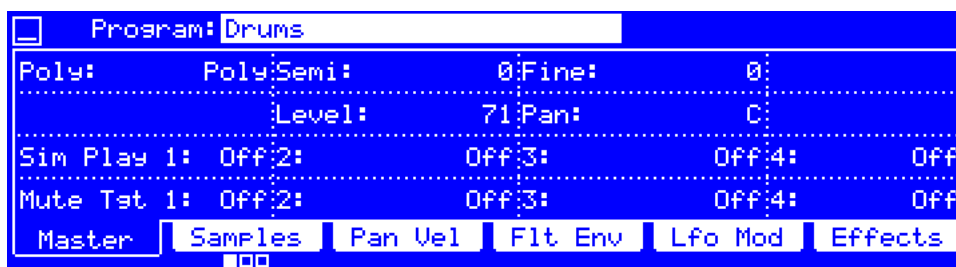 Program: Drums
Poly: Poly Semi: 0 Fine: 0
Level: 71 Pan: C
Sim Play 1: Off 2: Off 3: Off 4: Off
Mute Tgt 1: Off 2: Off 3: Off 4: Off
Master Samples Pan Vel Flt Env Lfo Mod Effects